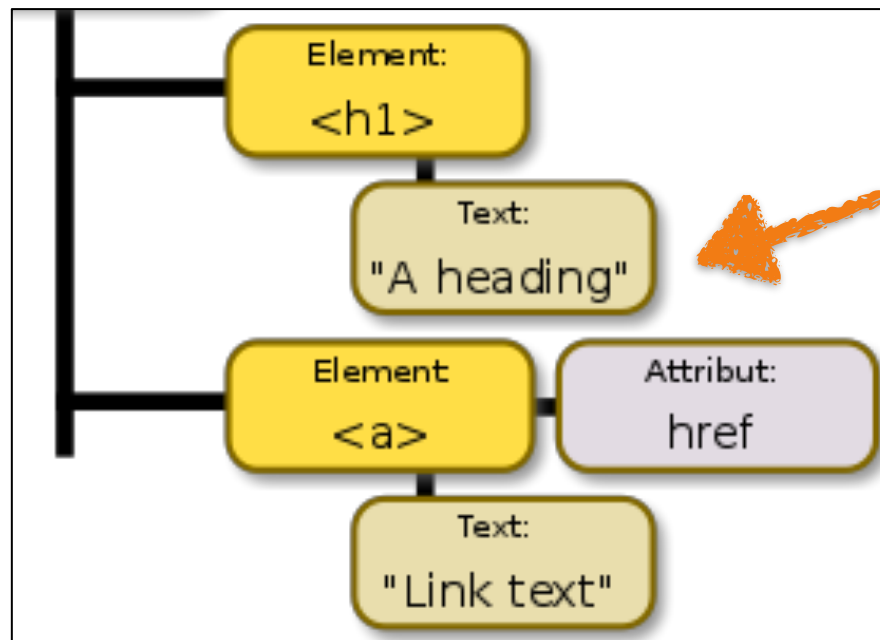 Element:
<h1>
Text:
"A heading"
Element
<a>
Attribut:
href
Text:
"Link text"